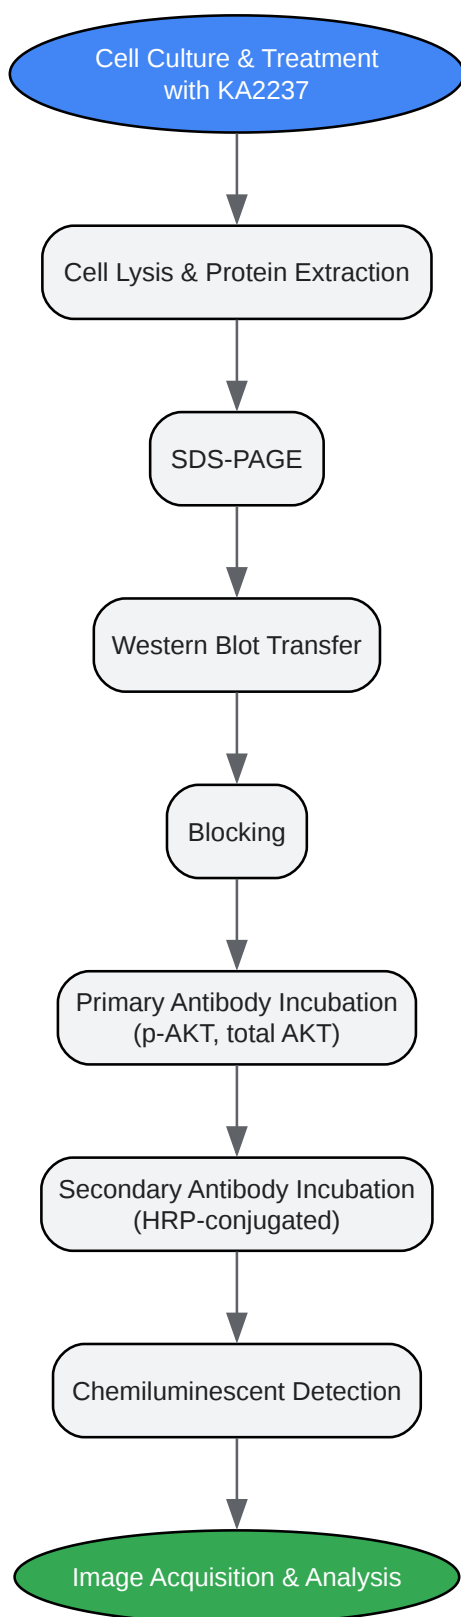 Cell Culture & Treatment
with KA2237
Cell Lysis & Protein Extraction
SDS-PAGE
Western Blot Transfer
Blocking
Primary Antibody Incubation
(p-AKT, total AKT)
Secondary Antibody Incubation
(HRP-conjugated)
Chemiluminescent Detection
Image Acquisition & Analysis